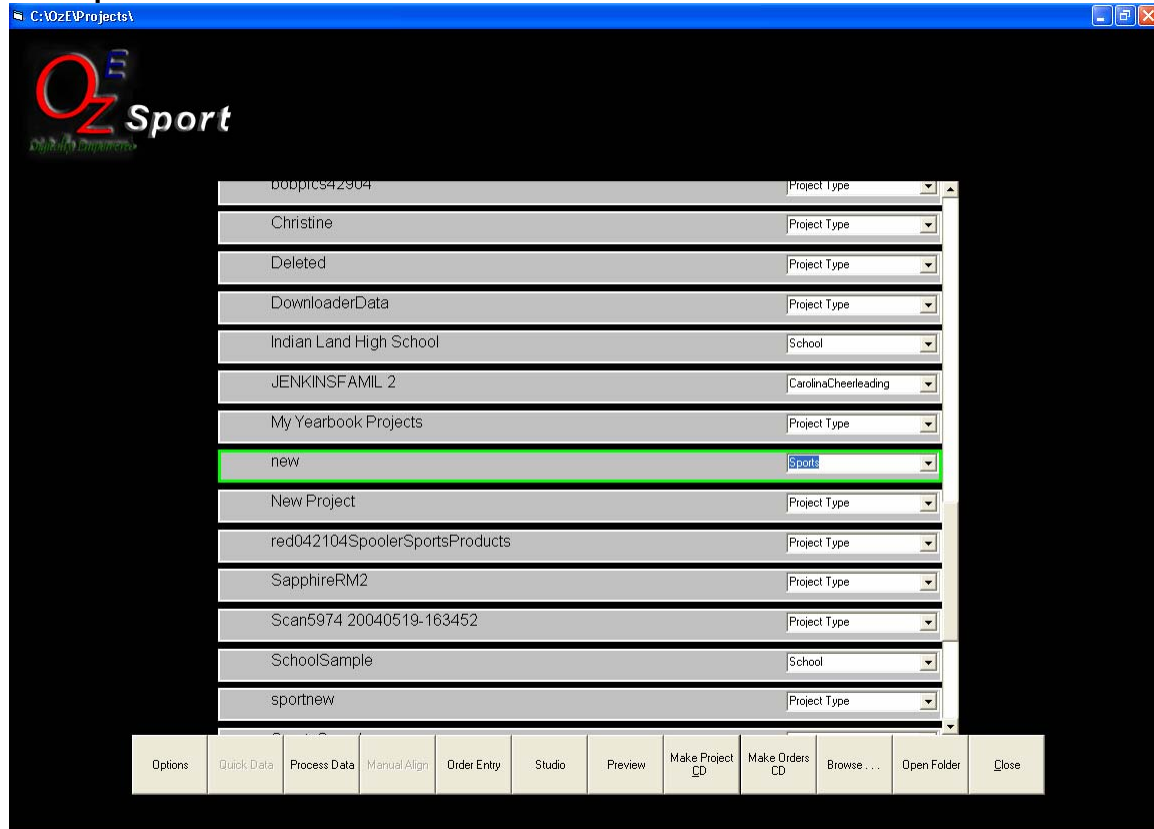 C:\OzE\Projects\
OzE
Sport
Digitally Empowered
bobpics42904 Project Type
Christine Project Type
Deleted Project Type
DownloaderData Project Type
Indian Land High School School
JENKINSFAMIL 2 CarolinaCheerleading
My Yearbook Projects Project Type
new Sports
New Project Project Type
red042104SpoolerSportsProducts Project Type
SapphireRM2 Project Type
Scan5974 20040519-163452 Project Type
SchoolSample School
sportnew Project Type
Options Quick Data Process Data Manual Align Order Entry Studio Preview Make Project CD Make Orders CD Browse . . . Open Folder Close